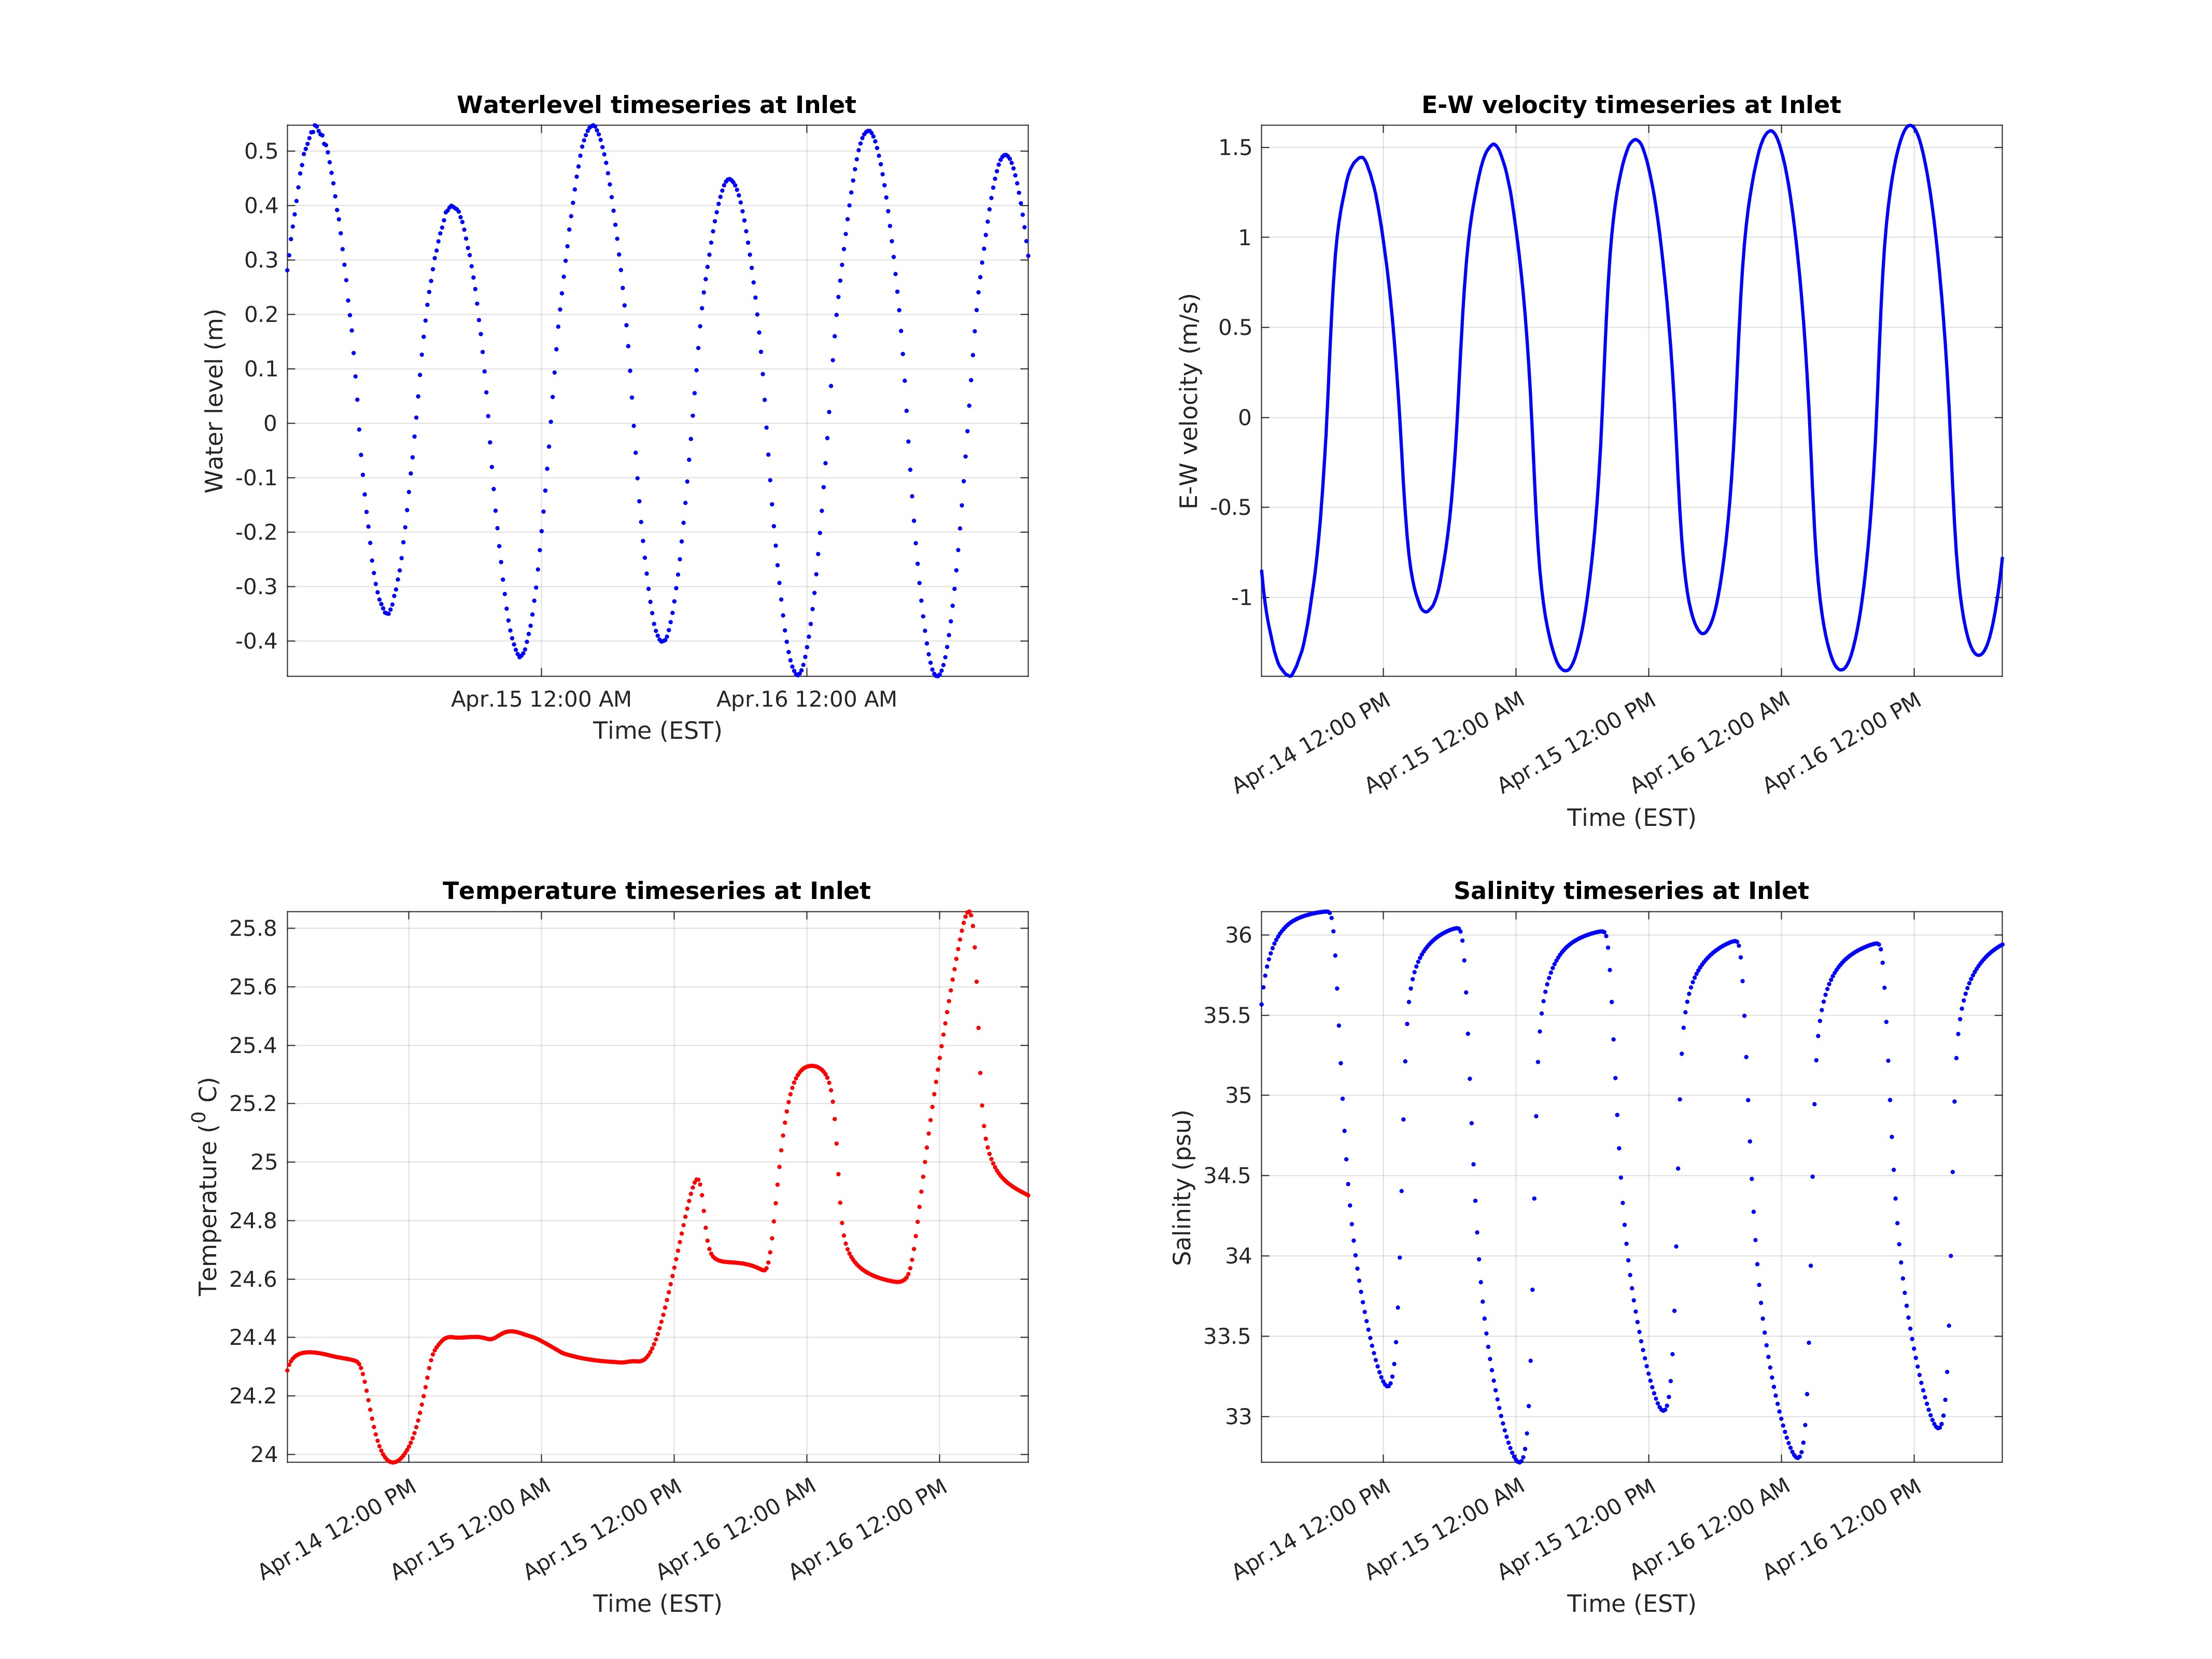 Waterlevel timeseries at Inlet
0.5
0.4
0.3
0.2
0.1
0
-0.1
-0.2
-0.3
-0.4
Water level (m)
Apr.15 12:00 AM
Apr.16 12:00 AM
Time (EST)
E-W velocity timeseries at Inlet
1.5
1
0.5
0
-0.5
-1
E-W velocity (m/s)
Apr.14 12:00 PM
Apr.15 12:00 AM
Apr.15 12:00 PM
Apr.16 12:00 AM
Apr.16 12:00 PM
Time (EST)
Temperature timeseries at Inlet
25.8
25.6
25.4
25.2
25
24.8
24.6
24.4
24.2
24
Temperature (⁰ C)
Apr.14 12:00 PM
Apr.15 12:00 AM
Apr.15 12:00 PM
Apr.16 12:00 AM
Apr.16 12:00 PM
Time (EST)
Salinity timeseries at Inlet
36
35.5
35
34.5
34
33.5
33
Salinity (psu)
Apr.14 12:00 PM
Apr.15 12:00 AM
Apr.15 12:00 PM
Apr.16 12:00 AM
Apr.16 12:00 PM
Time (EST)